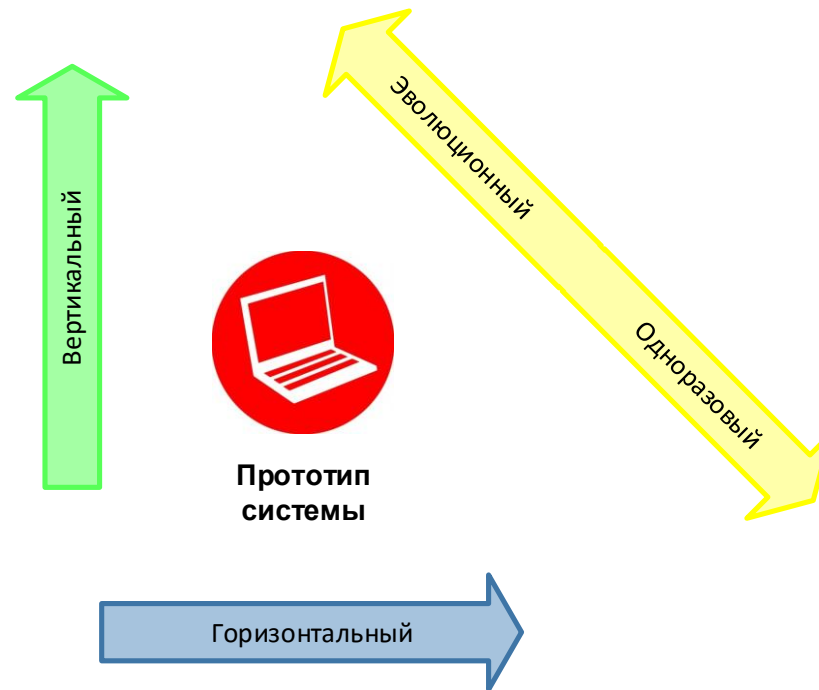 Вертикальный
Эволюционный
Одноразовый
Прототип
системы
Горизонтальный